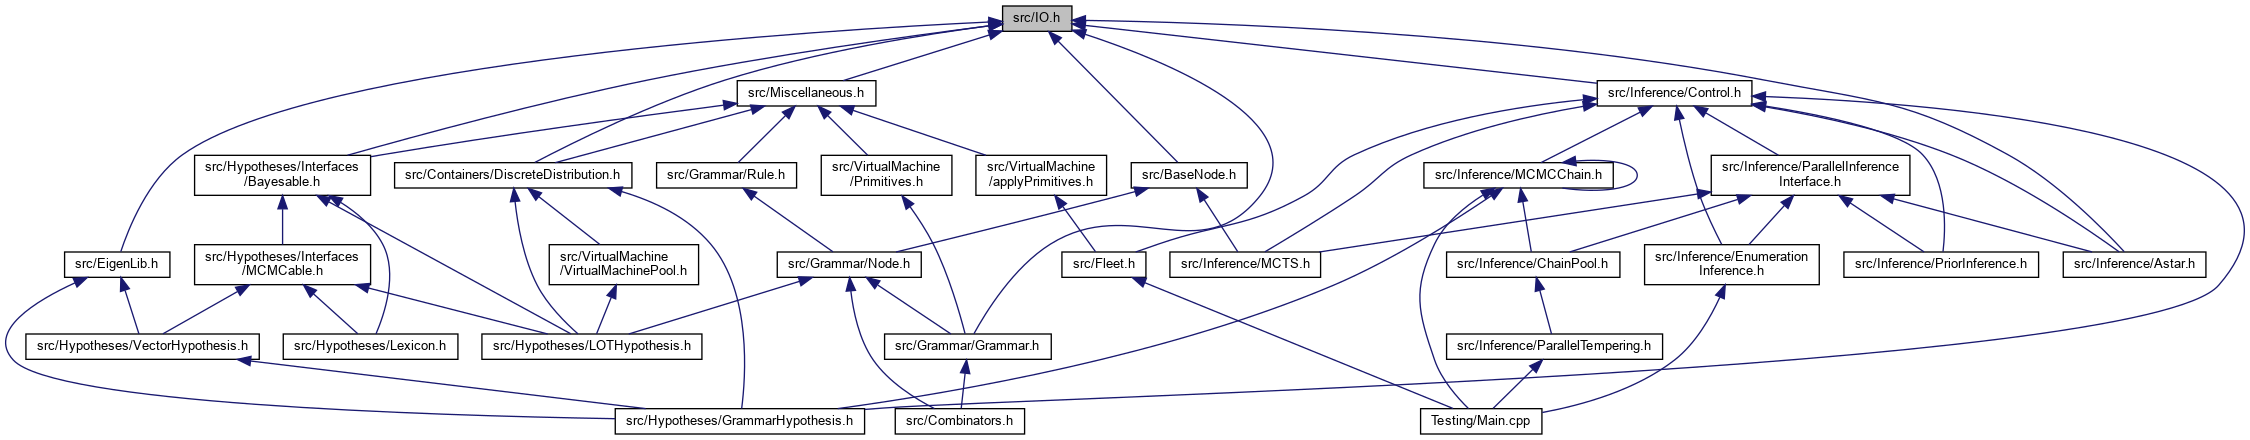 src/IO.h
src/Miscellaneous.h
src/Inference/Control.h
src/Hypotheses/Interfaces
/Bayesable.h
src/Containers/DiscreteDistribution.h
src/Grammar/Rule.h
src/VirtualMachine
/Primitives.h
src/VirtualMachine
/applyPrimitives.h
src/BaseNode.h
src/Inference/MCMCChain.h
src/Inference/ParallelInference
Interface.h
src/EigenLib.h
src/Hypotheses/Interfaces
/MCMCable.h
src/VirtualMachine
/VirtualMachinePool.h
src/Grammar/Node.h
src/Fleet.h
src/Inference/MCTS.h
src/Inference/ChainPool.h
src/Inference/Enumeration
Inference.h
src/Inference/PriorInference.h
src/Inference/Astar.h
src/Hypotheses/VectorHypothesis.h
src/Hypotheses/Lexicon.h
src/Hypotheses/LOTHypothesis.h
src/Grammar/Grammar.h
src/Inference/ParallelTempering.h
src/Hypotheses/GrammarHypothesis.h
src/Combinators.h
Testing/Main.cpp